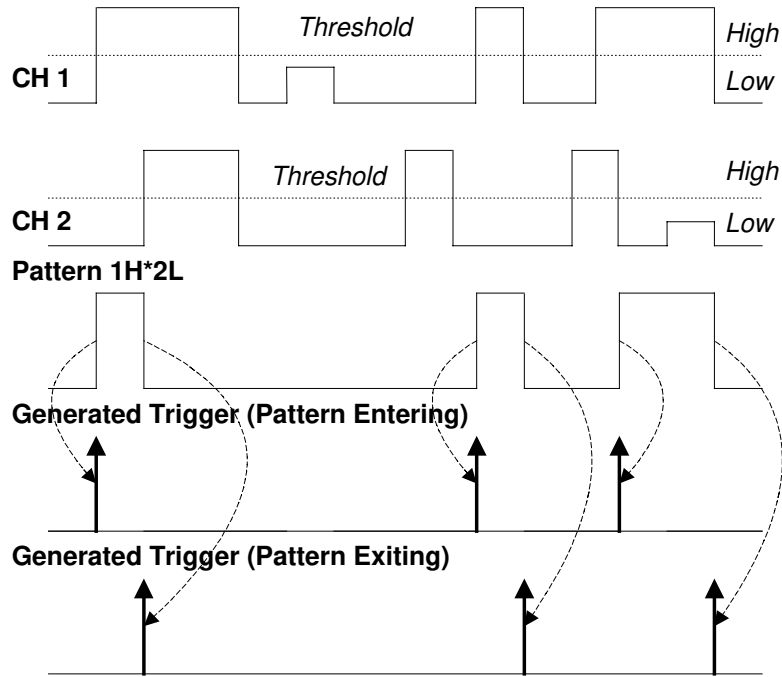 Threshold
High
CH 1
Low
Threshold
High
CH 2
Low
Pattern 1H*2L
Generated Trigger (Pattern Entering)
Generated Trigger (Pattern Exiting)